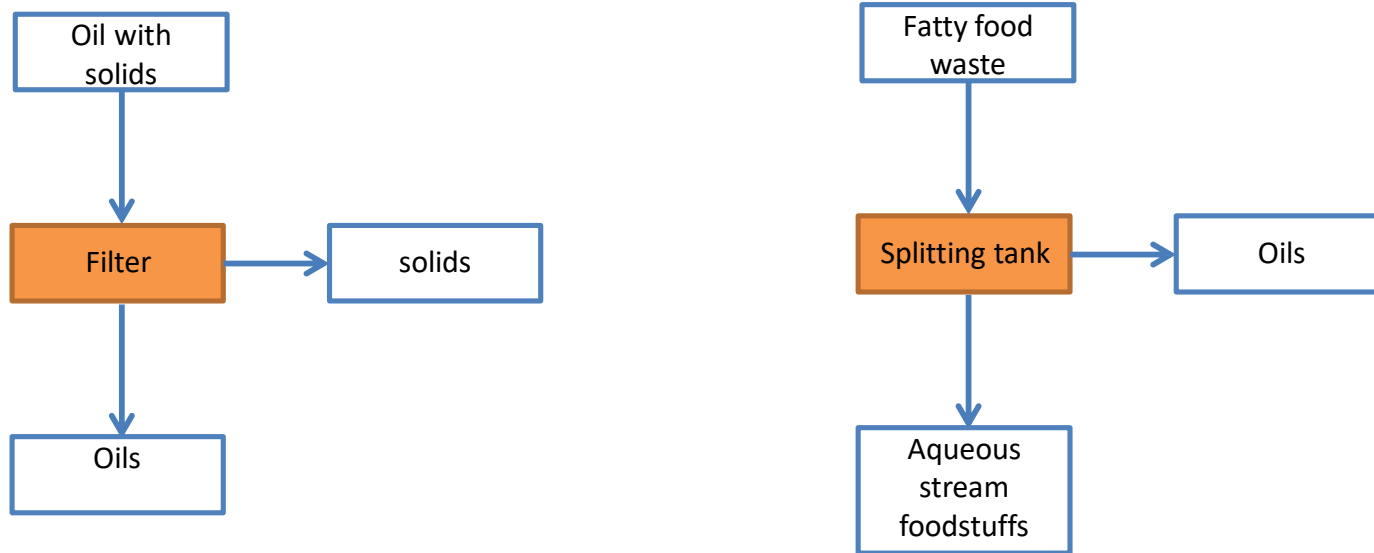 Oil with
solids
Filter
solids
Oils
Fatty food
waste
Splitting tank
Oils
Aqueous
stream
foodstuffs